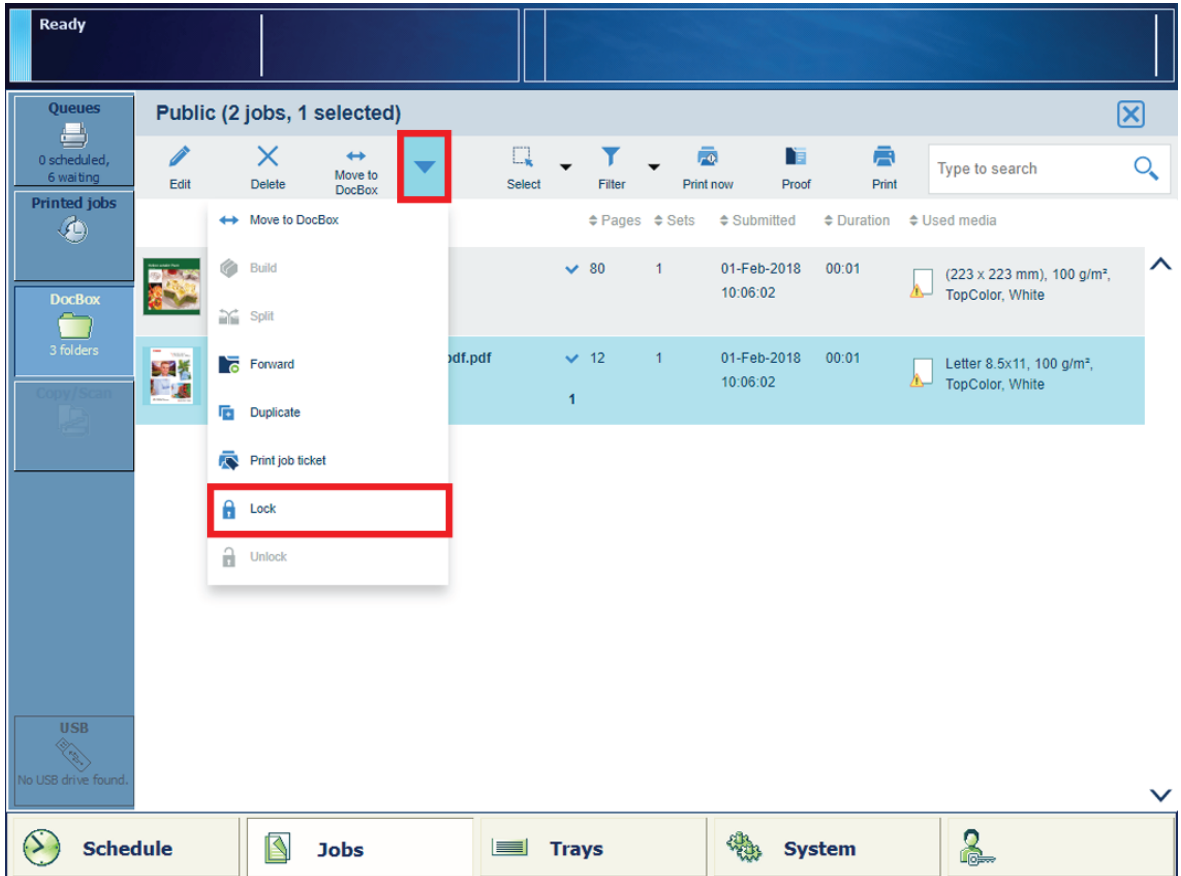 Ready
Queues
0 scheduled,
6 waiting
Printed jobs
DocBox
3 folders
Copy/Scan
USB
No USB drive found.
Public (2 jobs, 1 selected)
Edit
Delete
Move to
DocBox
Select
Filter
Print now
Proof
Print
Type to search
Pages
Sets
Submitted
Duration
Used media
80
1
01-Feb-2018
10:06:02
00:01
(223 x 223 mm), 100 g/m²,
TopColor, White
pdf.pdf
12
1
01-Feb-2018
10:06:02
00:01
Letter 8.5x11, 100 g/m²,
TopColor, White
1
Move to DocBox
Build
Split
Forward
Duplicate
Print job ticket
Lock
Unlock
Schedule
Jobs
Trays
System